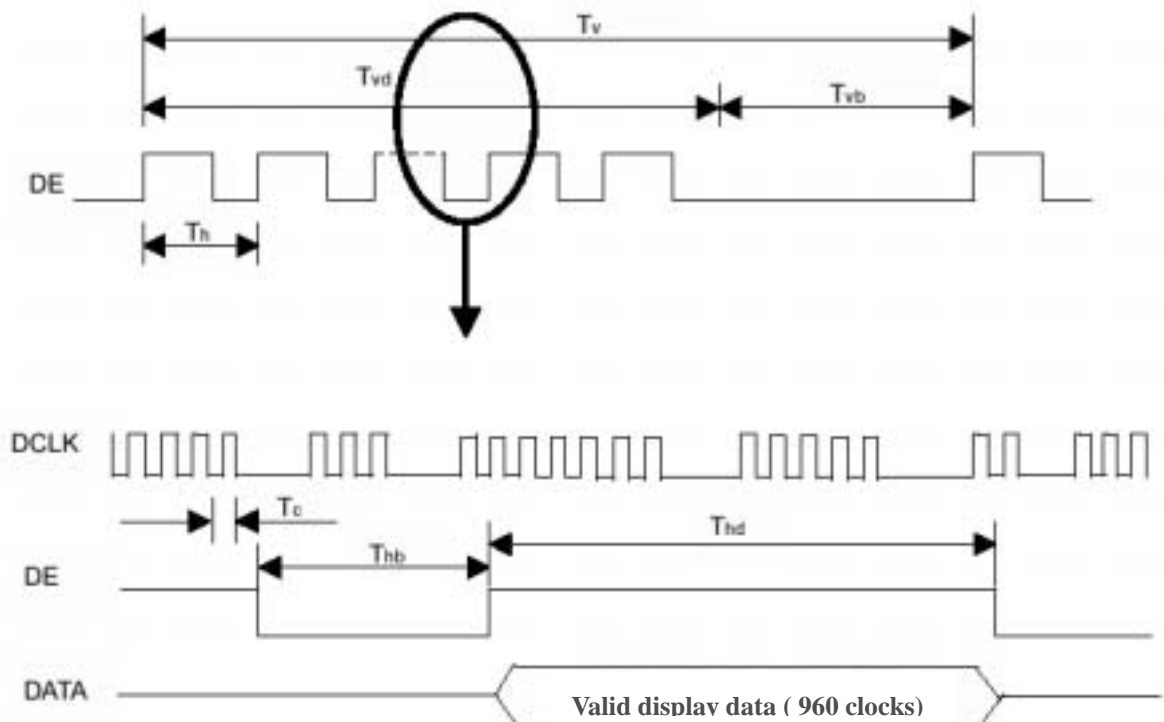 Tv
Tvd
Tvb
DE
Th
DCLK
Tc
Thd
Thb
DE
DATA
Valid display data ( 960 clocks)